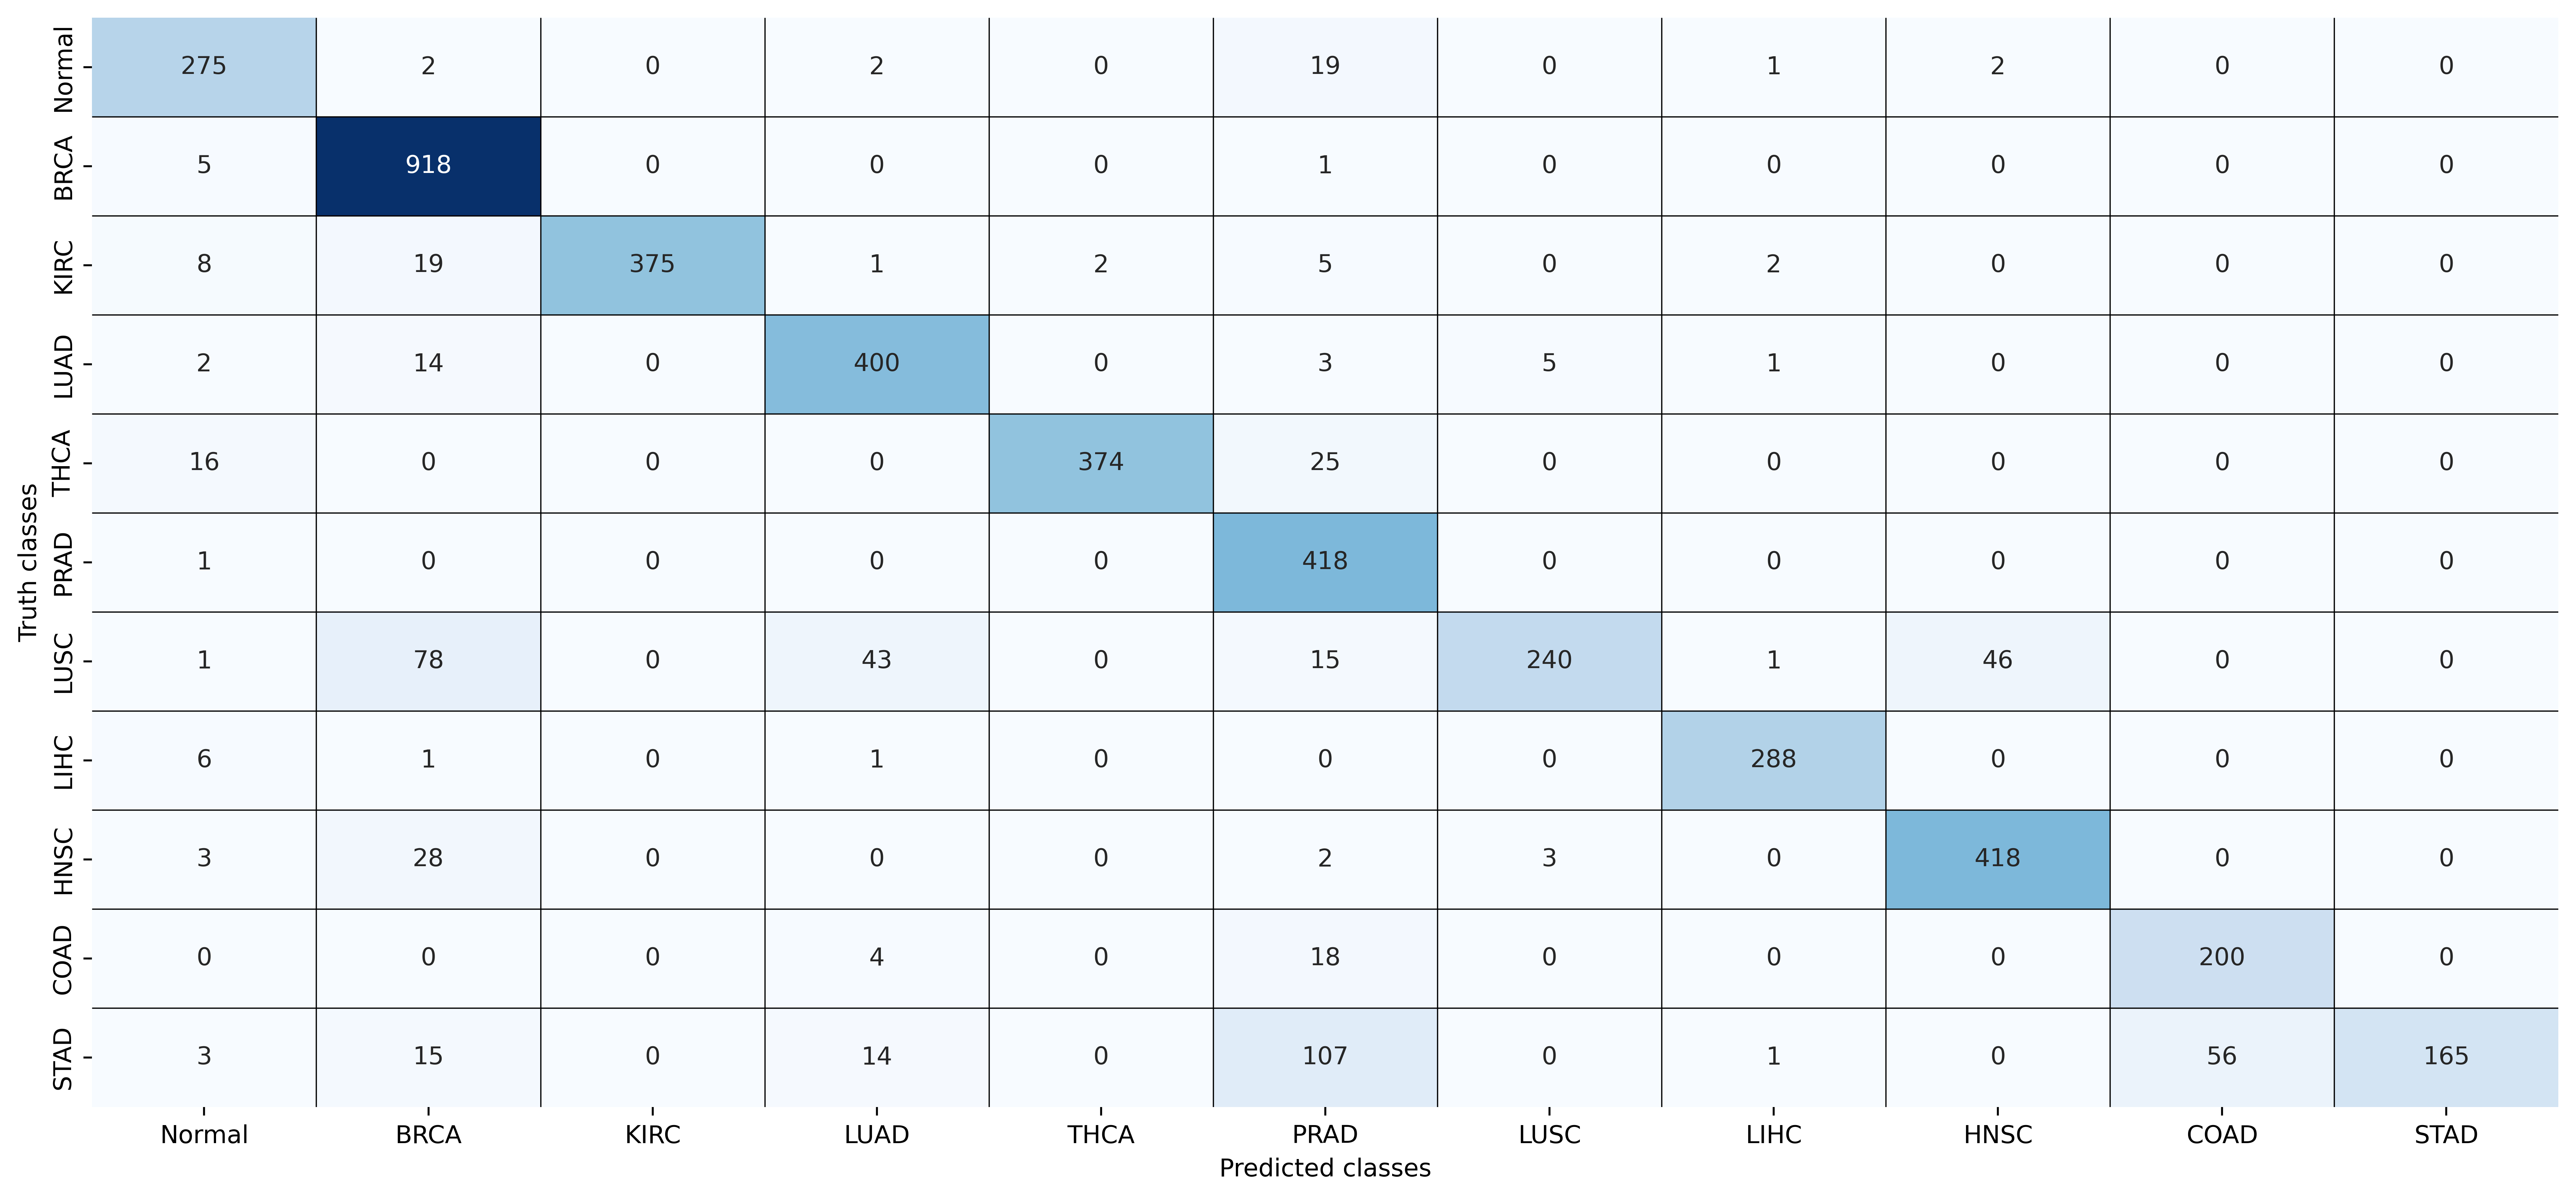 Truth classes
Normal 275 2 0 2 0 19 0 1 2 0 0
BRCA 5 918 0 0 0 1 0 0 0 0 0
KIRC 8 19 375 1 2 5 0 2 0 0 0
LUAD 2 14 0 400 0 3 5 1 0 0 0
THCA 16 0 0 0 374 25 0 0 0 0 0
PRAD 1 0 0 0 0 418 0 0 0 0 0
LUSC 1 78 0 43 0 15 240 1 46 0 0
LIHC 6 1 0 1 0 0 0 288 0 0 0
HNSC 3 28 0 0 0 2 3 0 418 0 0
COAD 0 0 0 4 0 18 0 0 0 200 0
STAD 3 15 0 14 0 107 0 1 0 56 165
Normal BRCA KIRC LUAD THCA PRAD LUSC LIHC HNSC COAD STAD
Predicted classes